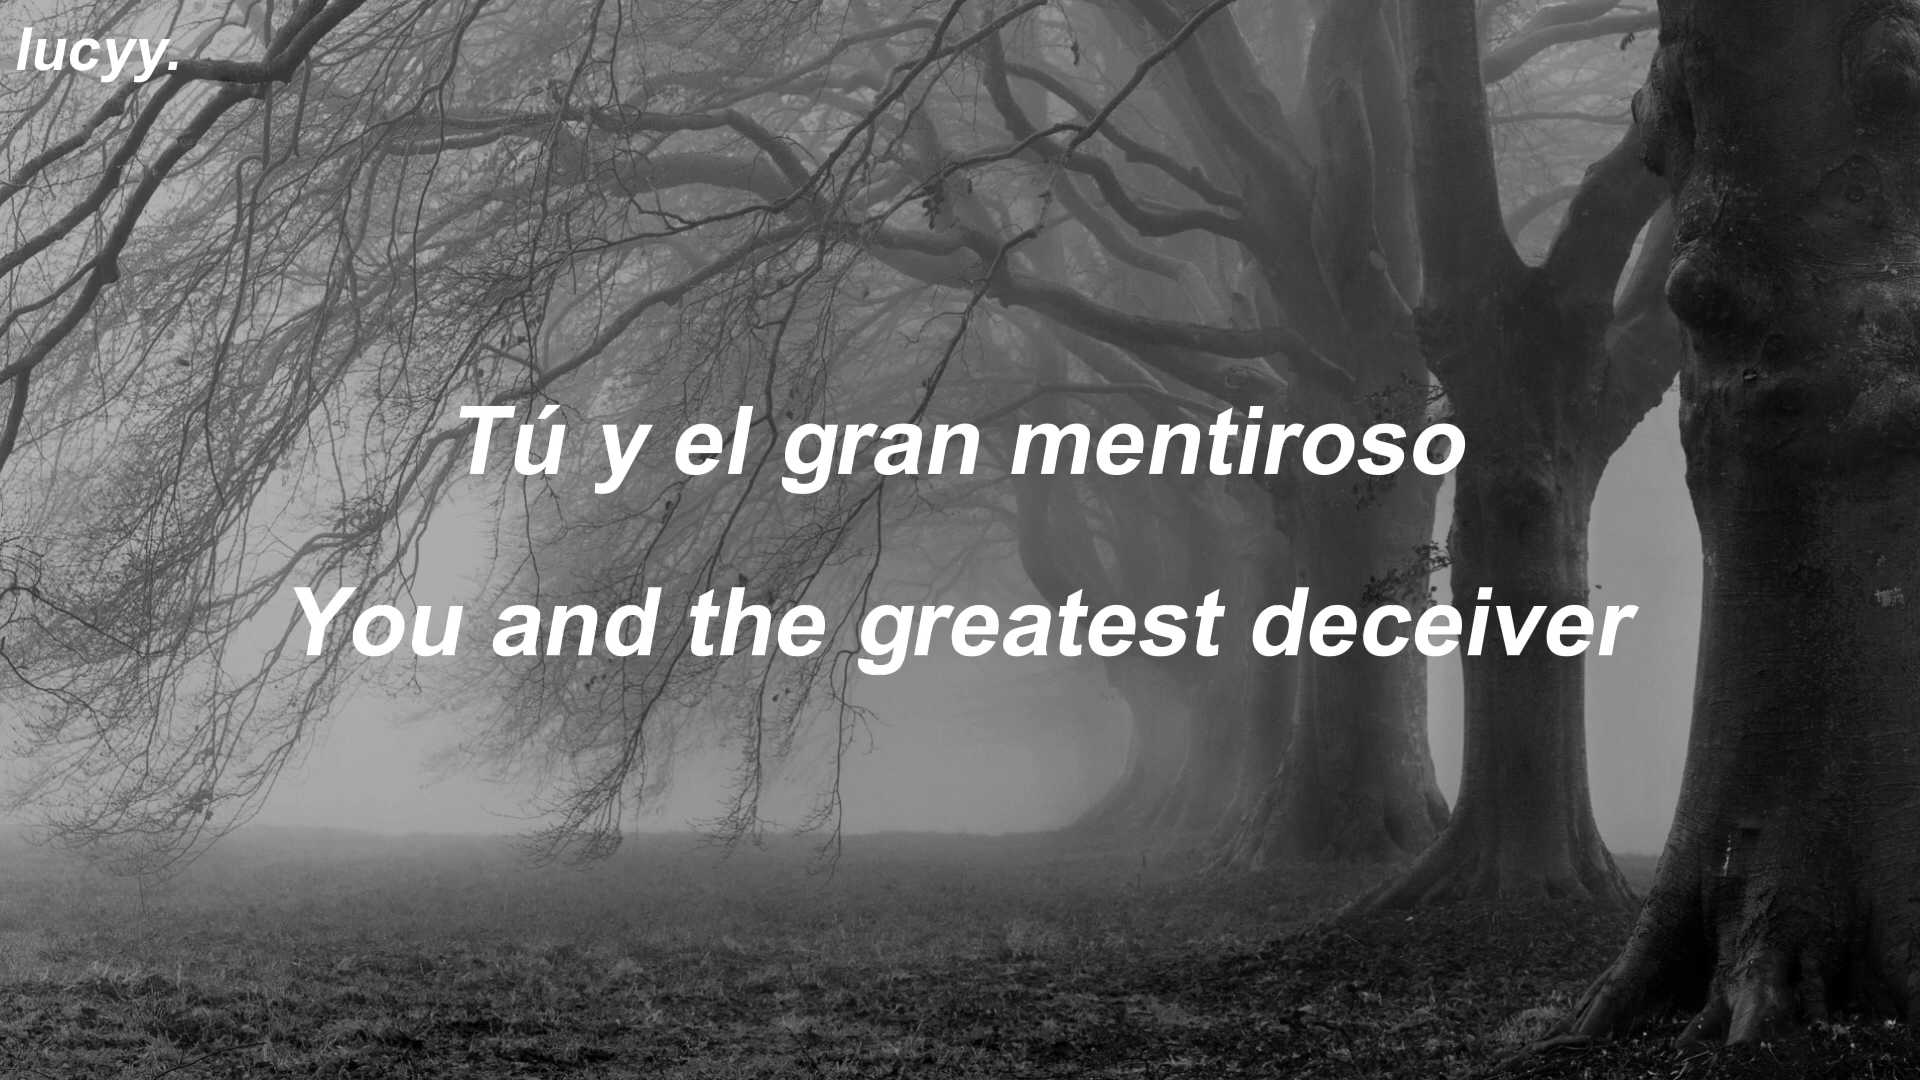 lucyy.
Tú y el gran mentiroso
You and the greatest deceiver